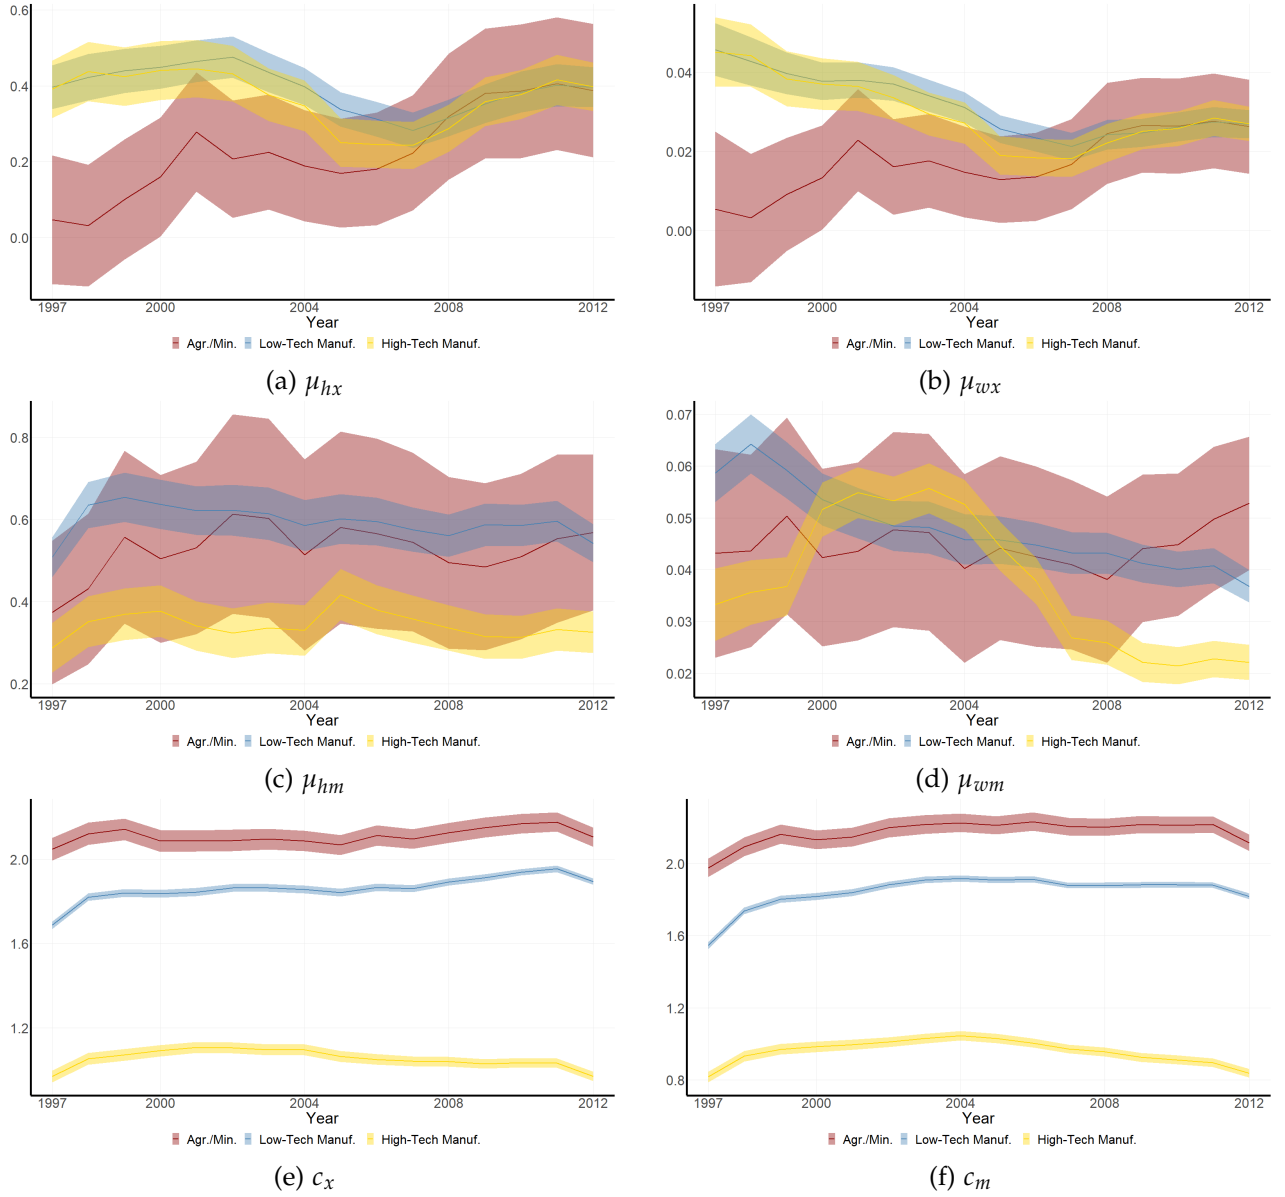 0.6
0.4
0.2
0.0
1997 2000 2004 2008 2012
Year
Agr./Min. Low-Tech Manuf. High-Tech Manuf.
(a) μhx
0.04
0.02
0.00
1997 2000 2004 2008 2012
Year
Agr./Min. Low-Tech Manuf. High-Tech Manuf.
(b) μwx
0.8
0.6
0.4
0.2
1997 2000 2004 2008 2012
Year
Agr./Min. Low-Tech Manuf. High-Tech Manuf.
(c) μhm
0.07
0.06
0.05
0.04
0.03
0.02
1997 2000 2004 2008 2012
Year
Agr./Min. Low-Tech Manuf. High-Tech Manuf.
(d) μwm
2.0
1.6
1.2
1997 2000 2004 2008 2012
Year
Agr./Min. Low-Tech Manuf. High-Tech Manuf.
(e) cx
2.0
1.6
1.2
0.8
1997 2000 2004 2008 2012
Year
Agr./Min. Low-Tech Manuf. High-Tech Manuf.
(f) cm